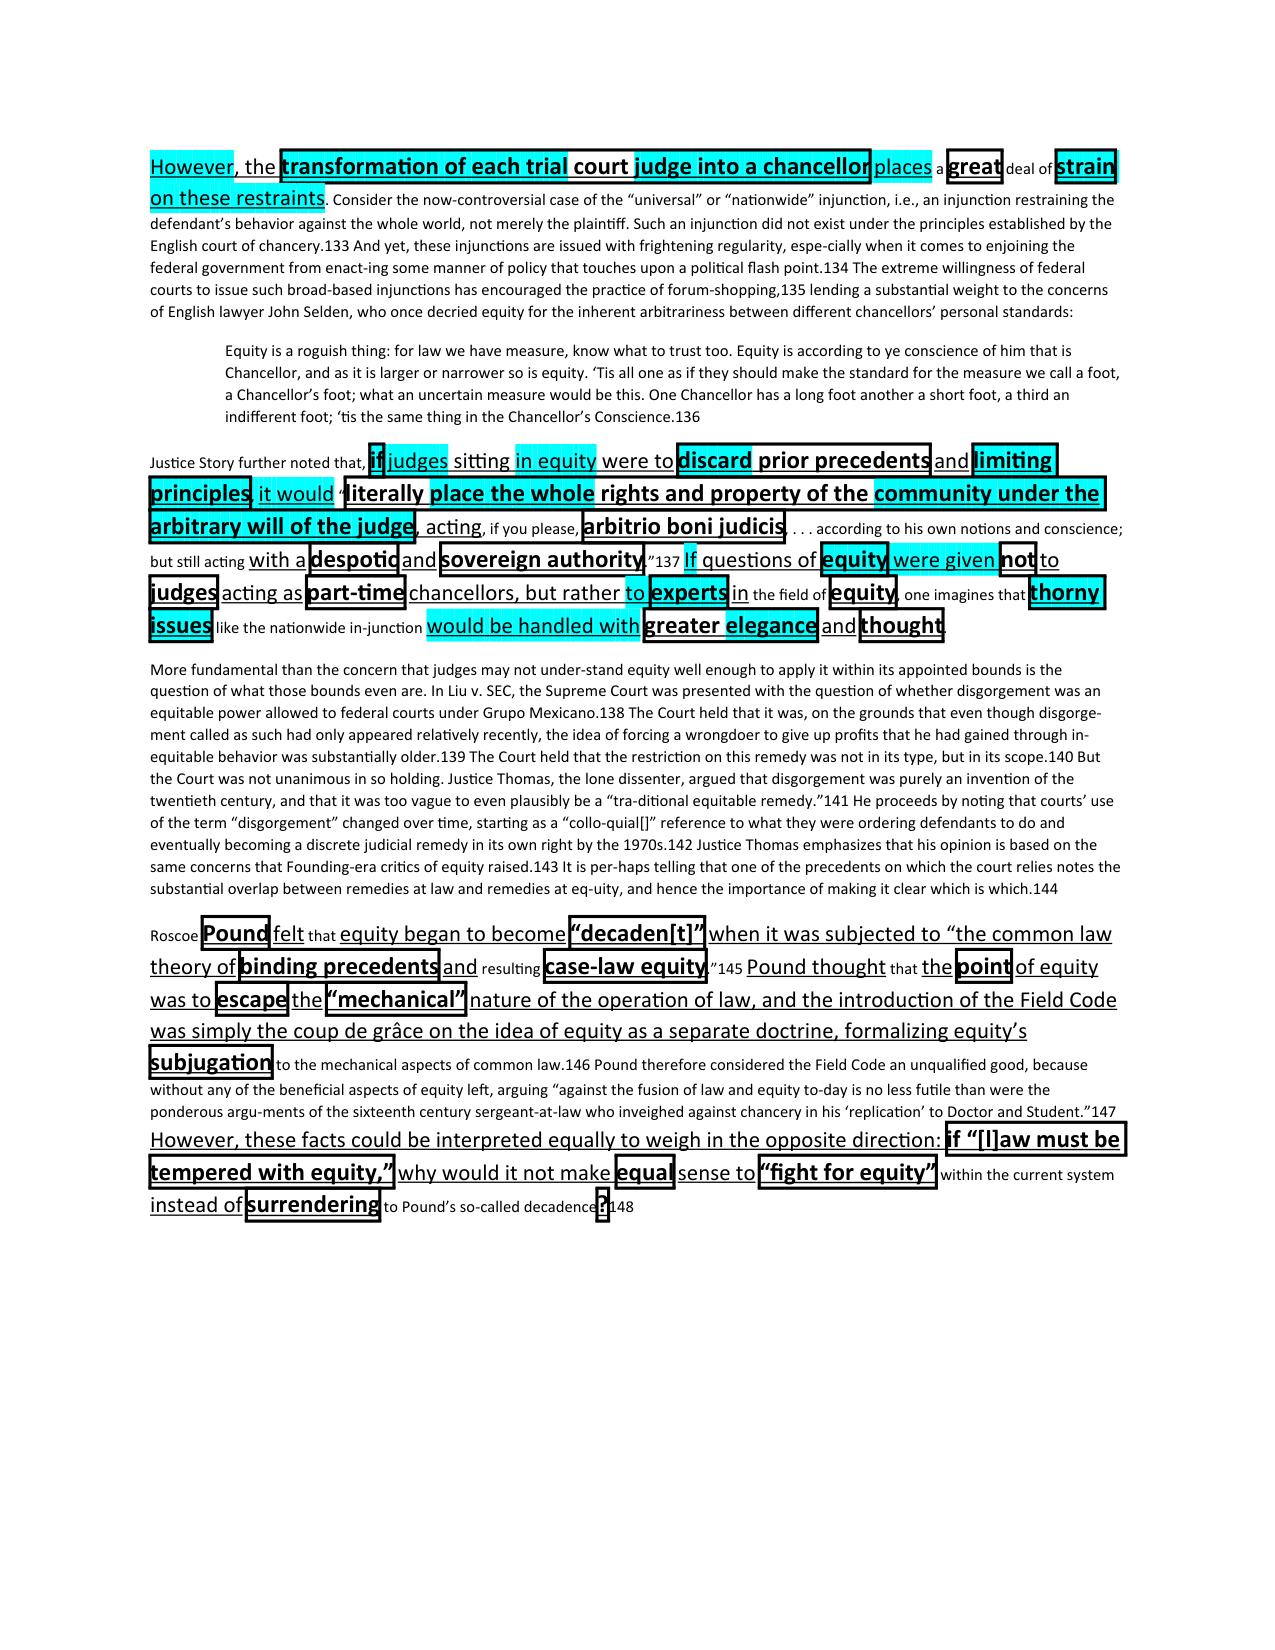 However, the transformation of each trial court judge into a chancellor places a great deal of strain
on these restraints. Consider the now-controversial case of the “universal” or “nationwide” injunction, i.e., an injunction restraining the
defendant’s behavior against the whole world, not merely the plaintiff. Such an injunction did not exist under the principles established by the
English court of chancery.133 And yet, these injunctions are issued with frightening regularity, espe-cially when it comes to enjoining the
federal government from enact-ing some manner of policy that touches upon a political flash point.134 The extreme willingness of federal
courts to issue such broad-based injunctions has encouraged the practice of forum-shopping,135 lending a substantial weight to the concerns
of English lawyer John Selden, who once decried equity for the inherent arbitrariness between different chancellors’ personal standards:
Equity is a roguish thing: for law we have measure, know what to trust too. Equity is according to ye conscience of him that is
Chancellor, and as it is larger or narrower so is equity. ‘Tis all one as if they should make the standard for the measure we call a foot,
a Chancellor’s foot; what an uncertain measure would be this. One Chancellor has a long foot another a short foot, a third an
indifferent foot; ‘tis the same thing in the Chancellor’s Conscience.136
Justice Story further noted that, if judges sitting in equity were to discard prior precedents and limiting
principles, it would “literally place the whole rights and property of the community under the
arbitrary will of the judge, acting, if you please, arbitrio boni judicis, . . . according to his own notions and conscience;
but still acting with a despotic and sovereign authority.”137 If questions of equity were given not to
judges acting as part-time chancellors, but rather to experts in the field of equity, one imagines that thorny
issues like the nationwide in-junction would be handled with greater elegance and thought.
More fundamental than the concern that judges may not under-stand equity well enough to apply it within its appointed bounds is the
question of what those bounds even are. In Liu v. SEC, the Supreme Court was presented with the question of whether disgorgement was an
equitable power allowed to federal courts under Grupo Mexicano.138 The Court held that it was, on the grounds that even though disgorge-
ment called as such had only appeared relatively recently, the idea of forcing a wrongdoer to give up profits that he had gained through in-
equitable behavior was substantially older.139 The Court held that the restriction on this remedy was not in its type, but in its scope.140 But
the Court was not unanimous in so holding. Justice Thomas, the lone dissenter, argued that disgorgement was purely an invention of the
twentieth century, and that it was too vague to even plausibly be a “tra-ditional equitable remedy.”141 He proceeds by noting that courts’ use
of the term “disgorgement” changed over time, starting as a “collo-quial[]” reference to what they were ordering defendants to do and
eventually becoming a discrete judicial remedy in its own right by the 1970s.142 Justice Thomas emphasizes that his opinion is based on the
same concerns that Founding-era critics of equity raised.143 It is per-haps telling that one of the precedents on which the court relies notes the
substantial overlap between remedies at law and remedies at eq-uity, and hence the importance of making it clear which is which.144
Roscoe Pound felt that equity began to become “decaden[t]” when it was subjected to “the common law
theory of binding precedents and resulting case-law equity.”145 Pound thought that the point of equity
was to escape the “mechanical” nature of the operation of law, and the introduction of the Field Code
was simply the coup de grâce on the idea of equity as a separate doctrine, formalizing equity’s
subjugation to the mechanical aspects of common law.146 Pound therefore considered the Field Code an unqualified good, because
without any of the beneficial aspects of equity left, arguing “against the fusion of law and equity to-day is no less futile than were the
ponderous argu-ments of the sixteenth century sergeant-at-law who inveighed against chancery in his ‘replication’ to Doctor and Student.”147
However, these facts could be interpreted equally to weigh in the opposite direction: if “[l]aw must be
tempered with equity,” why would it not make equal sense to “fight for equity” within the current system
instead of surrendering to Pound’s so-called decadence?148